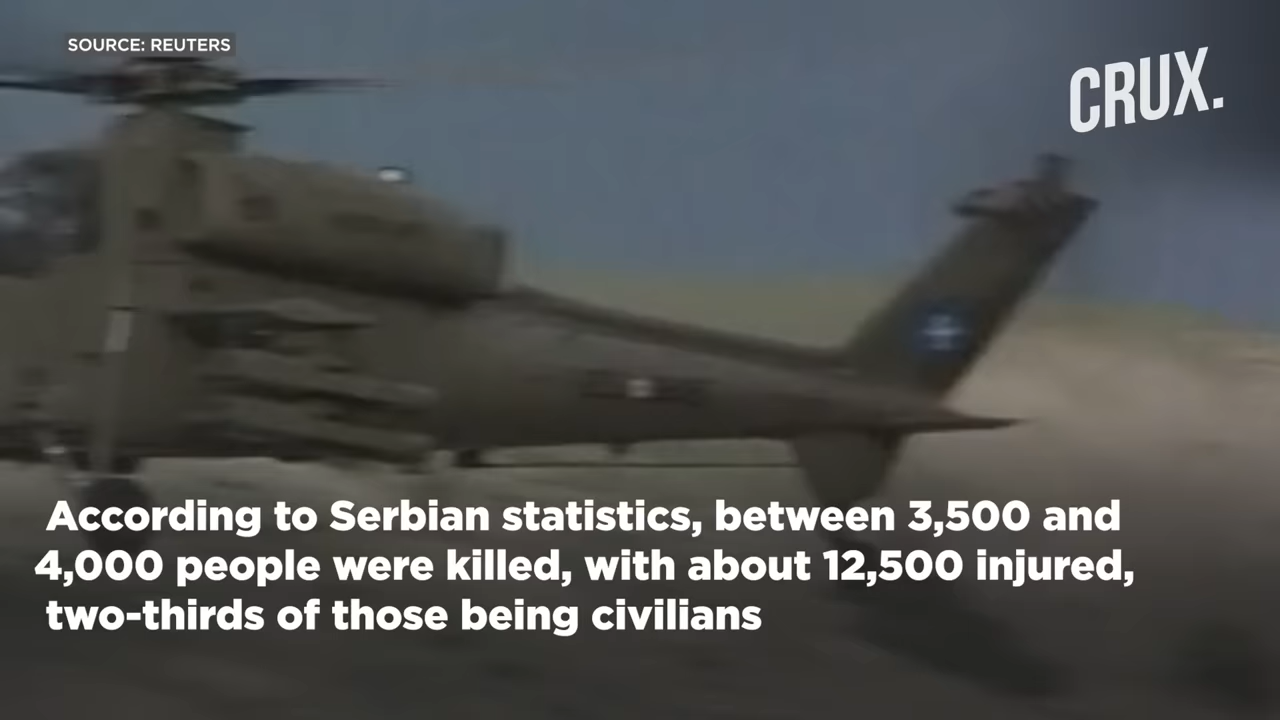 SOURCE: REUTERS
CRUX.
According to Serbian statistics, between 3,500 and
4,000 people were killed, with about 12,500 injured,
two-thirds of those being civilians